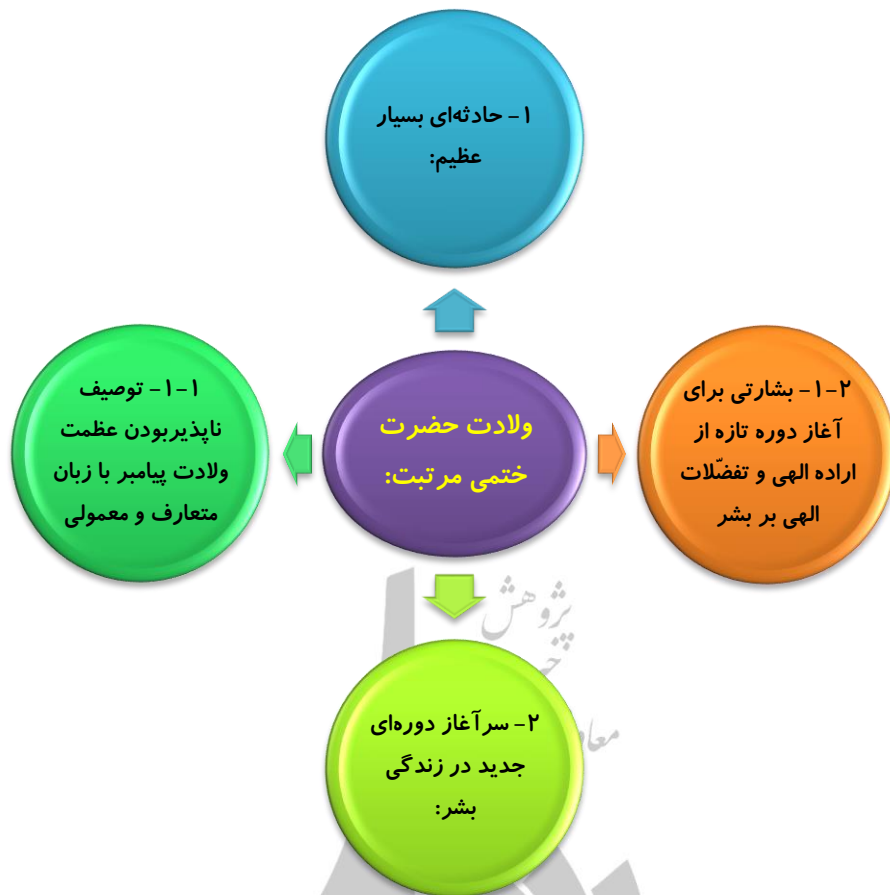 ۱- حادثه‌ای بسیار
عظیم:
ولادت حضرت
ختمی مرتبت:
۱-۲- بشارتی برای
آغاز دوره تازه از
اراده الهی و تفضّلات
الهی بر بشر
۱-۱- توصیف
ناپذیربودن عظمت
ولادت پیامبر با زبان
متعارف و معمولی
پژوهش
۲- سرآغاز دوره‌ای
جدید در زندگی
بشر: